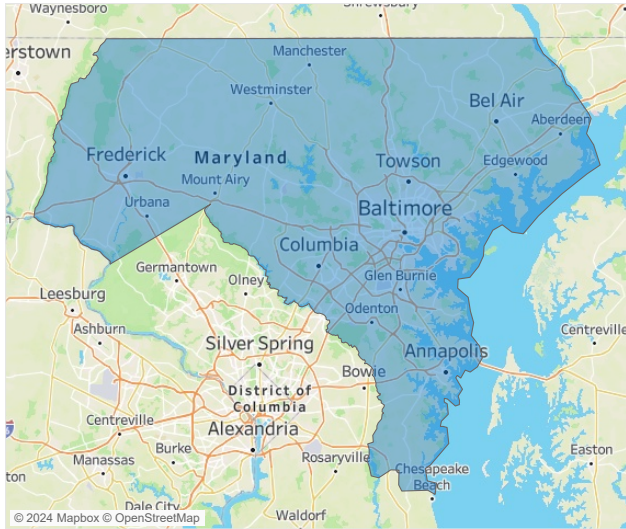 Waynesboro
Shrewsbury
erstown
Manchester
Westminster
Bel Air
Aberdeen
Frederick
Maryland
Towson
Edgewood
Mount Airy
Urbana
Baltimore
Columbia
Germantown
Glen Burnie
Olney
Leesburg
Odenton
Ashburn
Centreville
Silver Spring
Annapolis
Bowie
District of
Columbia
Centreville
Alexandria
Burke
Rosaryville
Easton
Manassas
Chesapeake
Beach
ton
Dale City
Waldorf
© 2024 Mapbox © OpenStreetMap